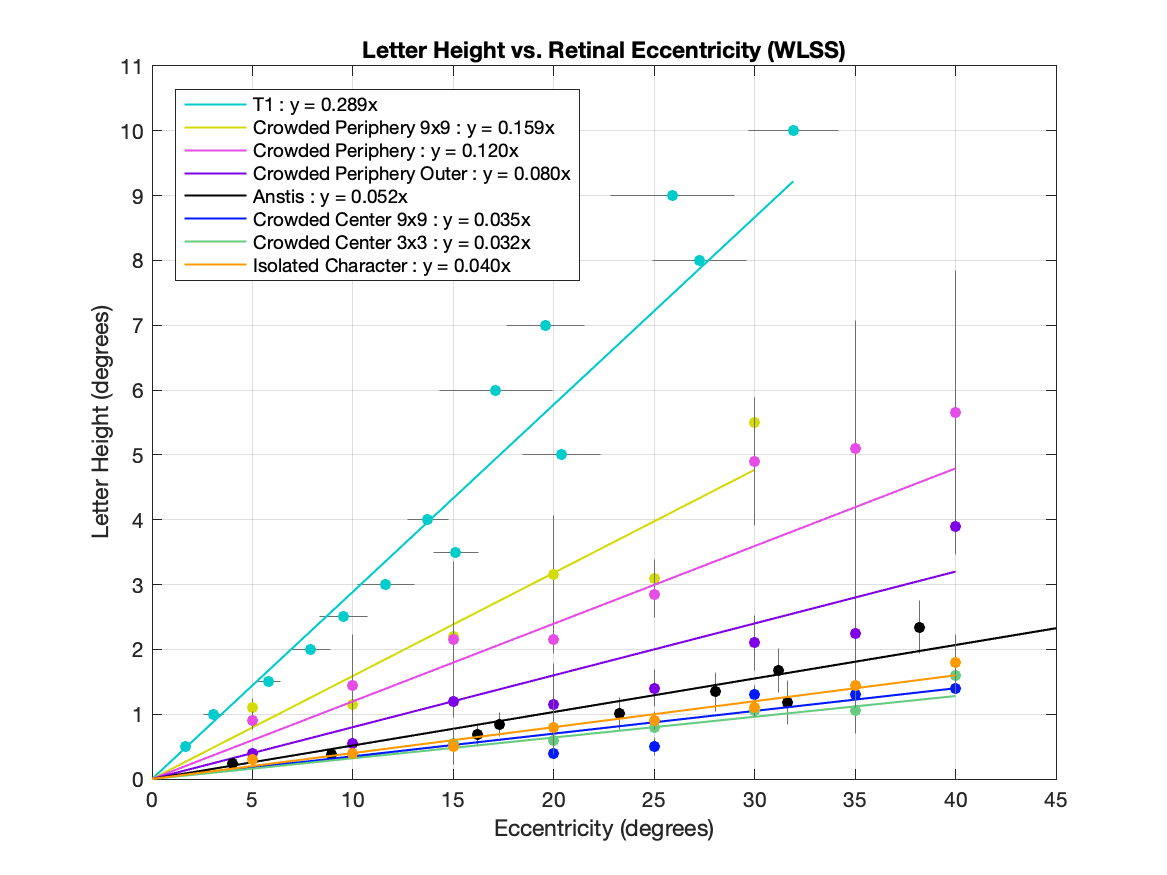 Letter Height vs. Retinal Eccentricity (WLSS)
11
10
9
8
7
6
5
4
3
2
1
0
Letter Height (degrees)
T1 : y = 0.289x
Crowded Periphery 9x9 : y = 0.159x
Crowded Periphery : y = 0.120x
Crowded Periphery Outer : y = 0.080x
Anstis : y = 0.052x
Crowded Center 9x9 : y = 0.035x
Crowded Center 3x3 : y = 0.032x
Isolated Character : y = 0.040x
0 5 10 15 20 25 30 35 40 45
Eccentricity (degrees)